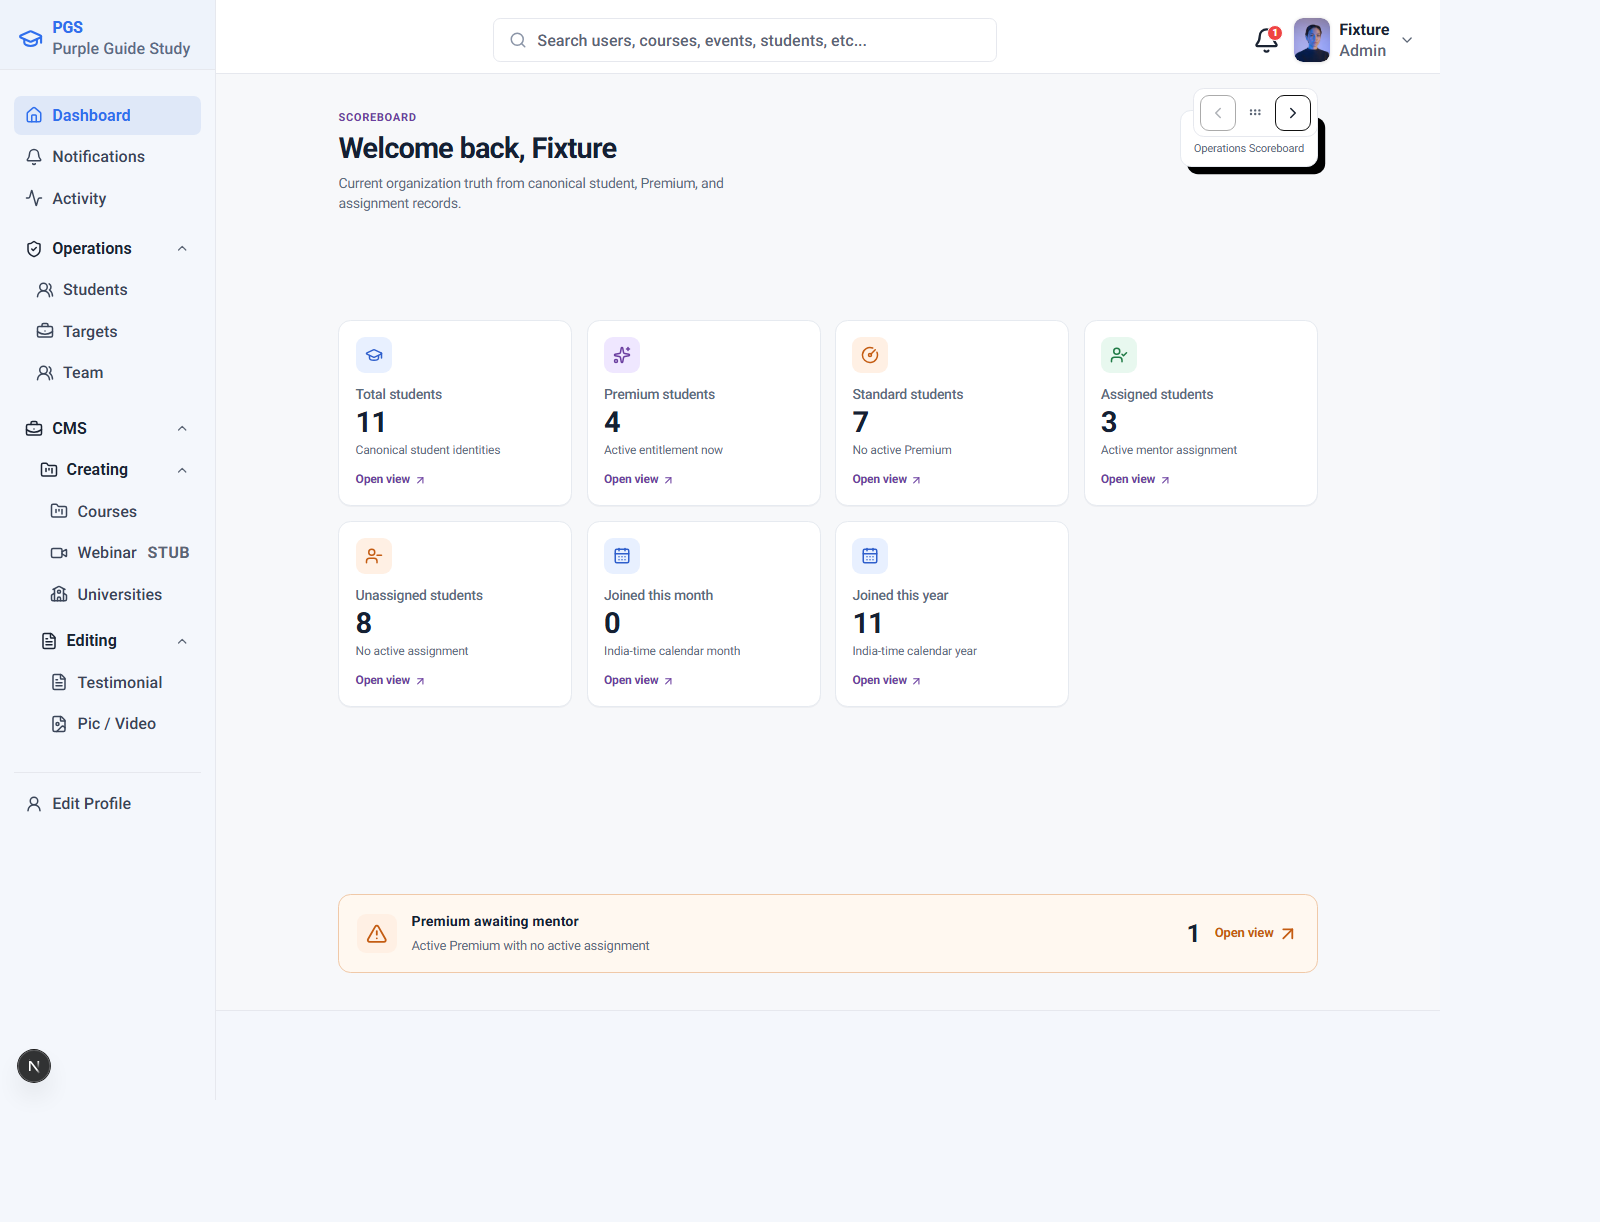 PGS
Purple Guide Study
Search users, courses, events, students, etc...
1
Fixture
Admin
Dashboard
Notifications
Activity
Operations
Students
Targets
Team
CMS
Creating
Courses
Webinar STUB
Universities
Editing
Testimonial
Pic / Video
Edit Profile
N
SCOREBOARD
Welcome back, Fixture
Current organization truth from canonical student, Premium, and
assignment records.
Operations Scoreboard
Total students
11
Canonical student identities
Open view
Premium students
4
Active entitlement now
Open view
Standard students
7
No active Premium
Open view
Assigned students
3
Active mentor assignment
Open view
Unassigned students
8
No active assignment
Open view
Joined this month
0
India-time calendar month
Open view
Joined this year
11
India-time calendar year
Open view
Premium awaiting mentor
Active Premium with no active assignment
1
Open view